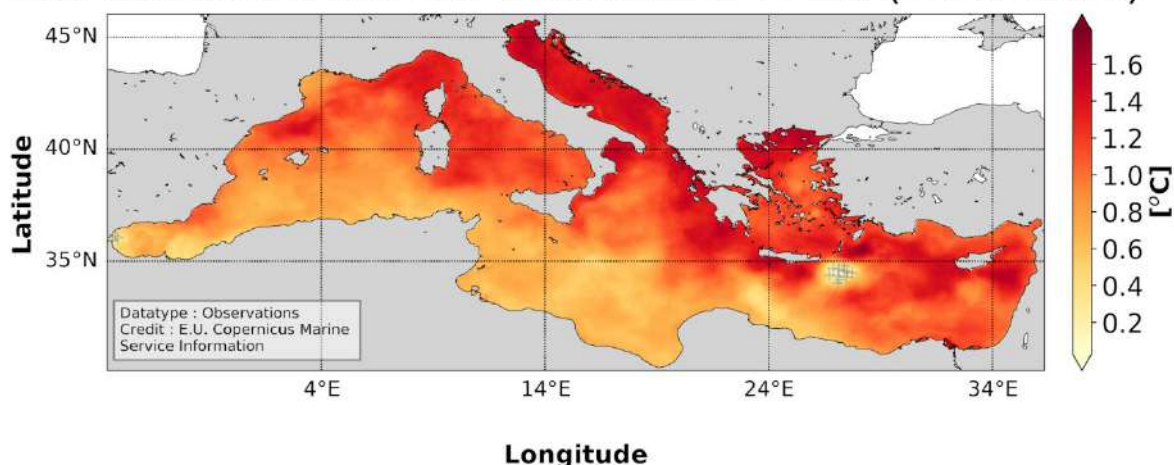 45°N
40°N
35°N
Latitude
Datatype : Observations
Credit : E.U. Copernicus Marine
Service Information
4°E
14°E
24°E
34°E
Longitude
1.6
1.4
1.2
1.0
0.8
0.6
0.4
0.2
[°C]